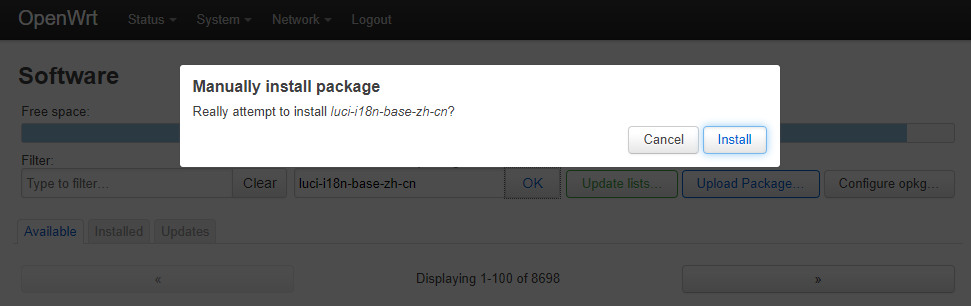 OpenWrt Status System Network Logout
Software
Manually install package
Really attempt to install luci-i18n-base-zh-cn?
Cancel Install
Free space:
Filter:
Type to filter... Clear luci-i18n-base-zh-cn OK Update lists... Upload Package... Configure opkg...
Available Installed Updates
« Displaying 1-100 of 8698 »